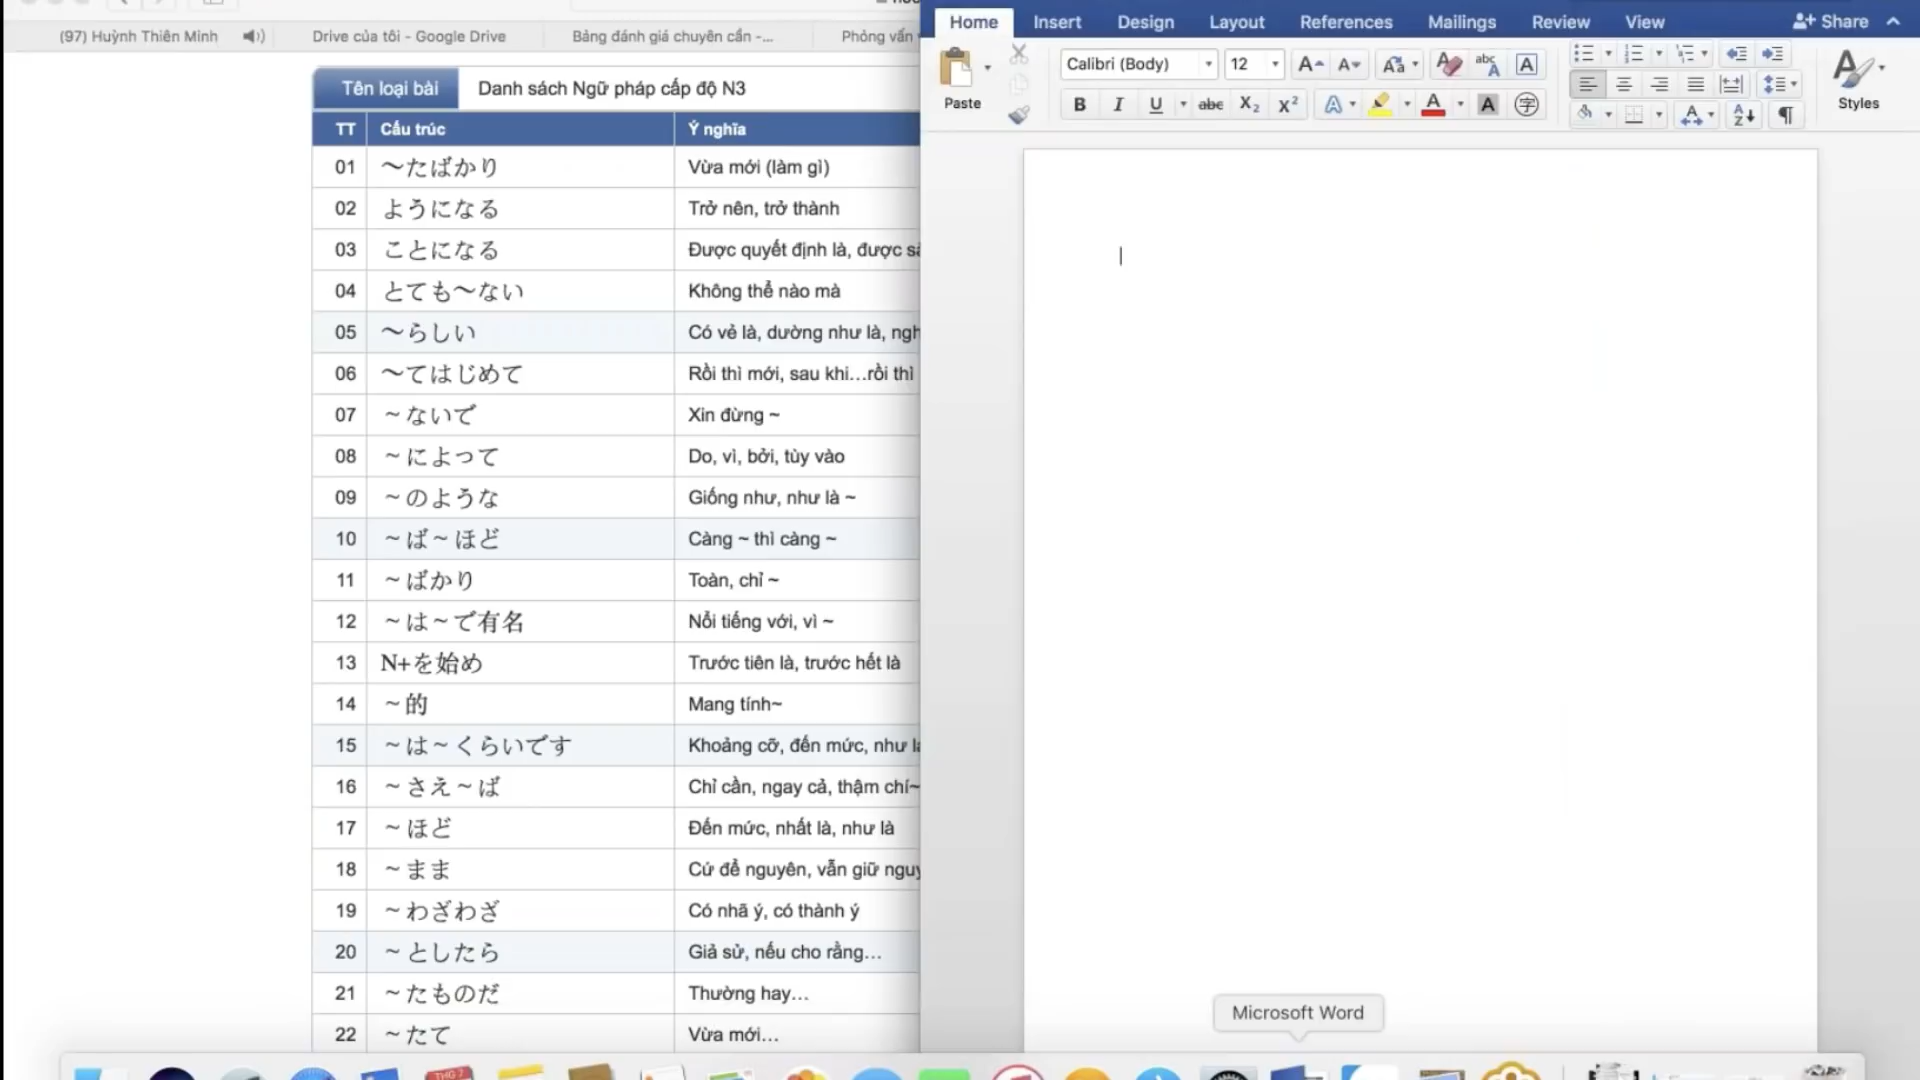 Home Insert Design Layout References Mailings Review View Share
(97) Huỳnh Thiên Minh Drive của tôi - Google Drive Bảng đánh giá chuyên cần -... Phỏng vấn
Calibri (Body) 12
Paste
Styles
Tên loại bài Danh sách Ngữ pháp cấp độ N3
TT Cấu trúc Ý nghĩa
01 〜たばかり Vừa mới (làm gì)
02 ようになる Trở nên, trở thành
03 ことになる Được quyết định là, được
04 とても〜ない Không thể nào mà
05 〜らしい Có vẻ là, dường như là,
06 〜てはじめて Rồi thì mới, sau khi...rồi thì
07 ~ないで Xin đừng ~
08 ~によって Do, vì, bởi, tùy vào
09 ~のような Giống như, như là ~
10 ~ば~ほど Càng ~ thì càng ~
11 ~ばかり Toàn, chỉ ~
12 ~は~で有名 Nổi tiếng với, vì ~
13 N+を始め Trước tiên là, trước hết là
14 ~的 Mang tính~
15 ~は~くらいです Khoảng cỡ, đến mức, như
16 ~さえ~ば Chỉ cần, ngay cả, thậm chí~
17 ~ほど Đến mức, nhất là, như là
18 ~まま Cứ để nguyên, vẫn giữ
19 ~わざわざ Có nhã ý, có thành ý
20 ~としたら Giả sử, nếu cho rằng...
21 ~たものだ Thường hay...
22 ~たて Vừa mới...
Microsoft Word
THG 7